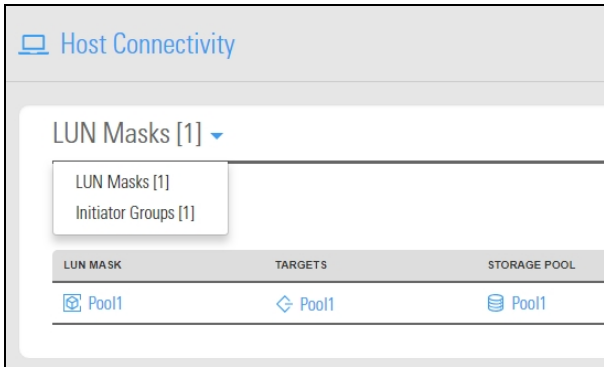 Host Connectivity
LUN Masks [1]
LUN Masks [1]
Initiator Groups [1]
LUN MASK TARGETS STORAGE POOL
Pool1 Pool1 Pool1